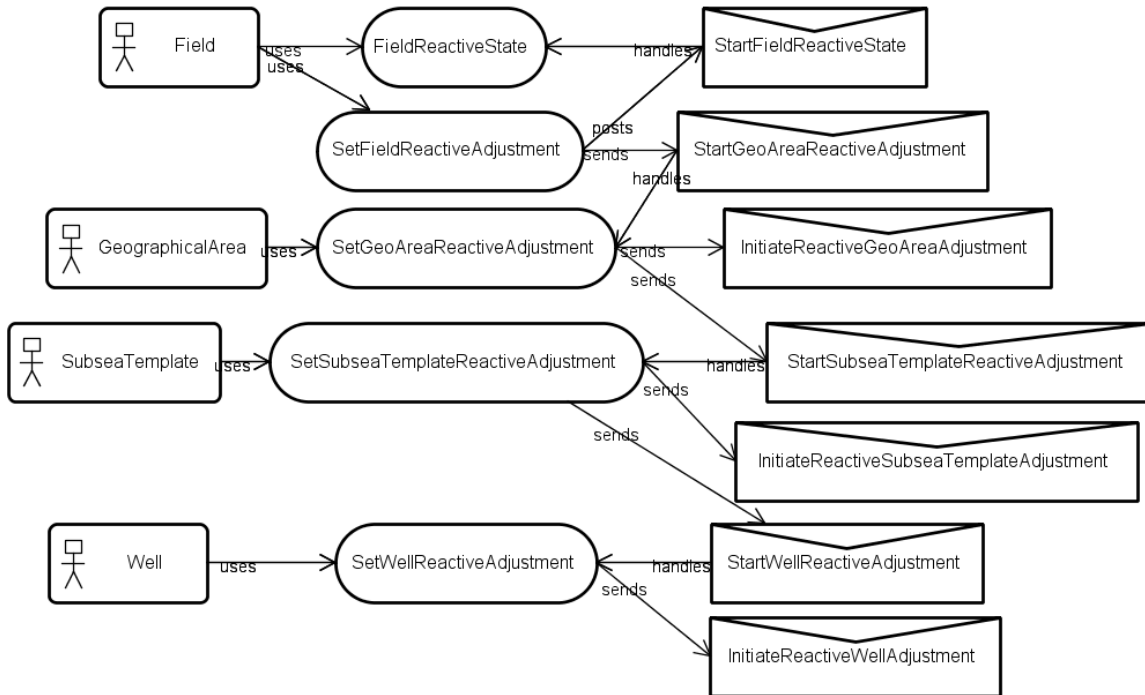 Field
uses
FieldReactiveState
handles
StartFieldReactiveState
uses
posts
SetFieldReactiveAdjustment
sends
StartGeoAreaReactiveAdjustment
handles
GeographicalArea
uses
SetGeoAreaReactiveAdjustment
sends
InitiateReactiveGeoAreaAdjustment
sends
SubseaTemplate
uses
SetSubseaTemplateReactiveAdjustment
handles
StartSubseaTemplateReactiveAdjustment
sends
sends
InitiateReactiveSubseaTemplateAdjustment
Well
uses
SetWellReactiveAdjustment
handles
StartWellReactiveAdjustment
sends
InitiateReactiveWellAdjustment